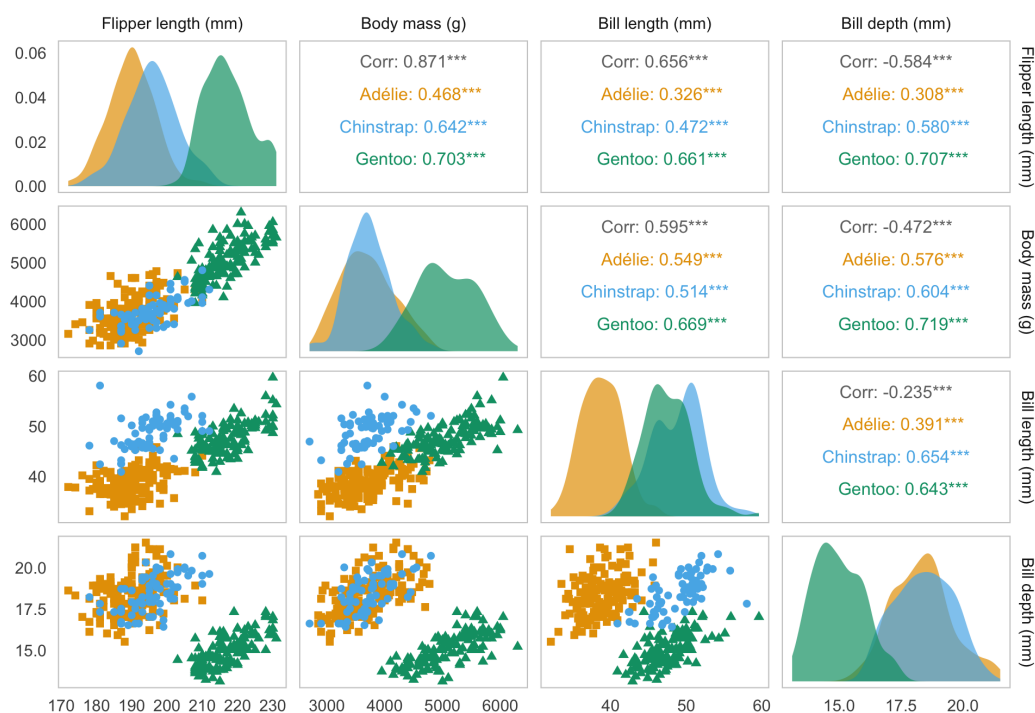 Flipper length (mm) Body mass (g) Bill length (mm) Bill depth (mm)
0.06
0.04
0.02
0.00
Corr: 0.871***
Adélie: 0.468***
Chinstrap: 0.642***
Gentoo: 0.703***
Corr: 0.656***
Adélie: 0.326***
Chinstrap: 0.472***
Gentoo: 0.661***
Corr: -0.584***
Adélie: 0.308***
Chinstrap: 0.580***
Gentoo: 0.707***
Flipper length (mm)
6000
5000
4000
3000
Corr: 0.595***
Adélie: 0.549***
Chinstrap: 0.514***
Gentoo: 0.669***
Corr: -0.472***
Adélie: 0.576***
Chinstrap: 0.604***
Gentoo: 0.719***
Body mass (g)
60
50
40
Corr: -0.235***
Adélie: 0.391***
Chinstrap: 0.654***
Gentoo: 0.643***
Bill length (mm)
20.0
17.5
15.0
Bill depth (mm)
170 180 190 200 210 220 230 3000 4000 5000 6000 40 50 60 15.0 17.5 20.0